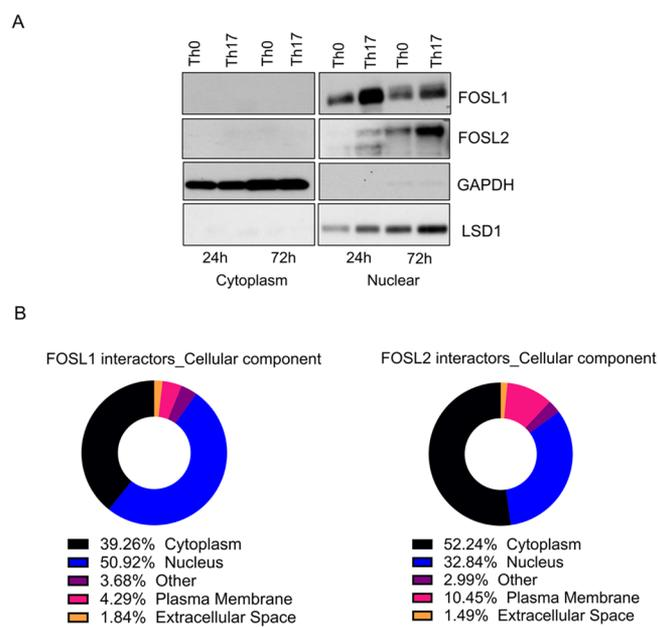 A
Th0 Th17 Th0 Th17 Th0 Th17 Th0 Th17
FOSL1
FOSL2
GAPDH
LSD1
24h 72h 24h 72h
Cytoplasm Nuclear
B
FOSL1 interactors_Cellular component
FOSL2 interactors_Cellular component
39.26% Cytoplasm
50.92% Nucleus
3.68% Other
4.29% Plasma Membrane
1.84% Extracellular Space
52.24% Cytoplasm
32.84% Nucleus
2.99% Other
10.45% Plasma Membrane
1.49% Extracellular Space